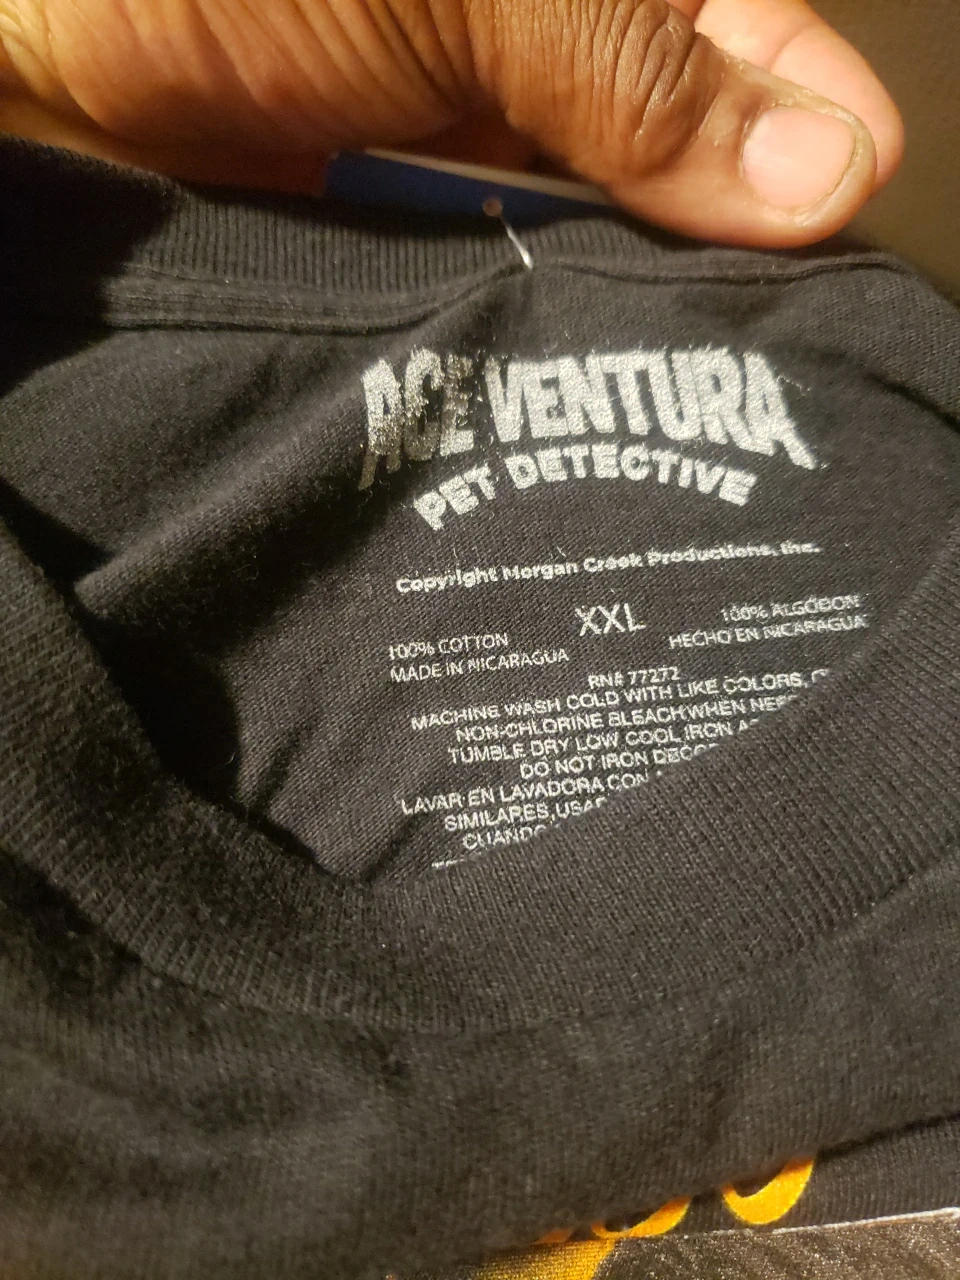 ACE VENTURA
PET DETECTIVE
Copyright Morgan Creek Productions, Inc.
XXL
100% COTTON
MADE IN NICARAGUA
100% ALGODON
HECHO EN NICARAGUA
RN# 77272
MACHINE WASH COLD WITH LIKE COLORS,
NON-CHLORINE BLEACH WHEN
TUMBLE DRY LOW COOL IRON
DO NOT IRON
LAVAR EN LAVADORA CON
SIMILARES,